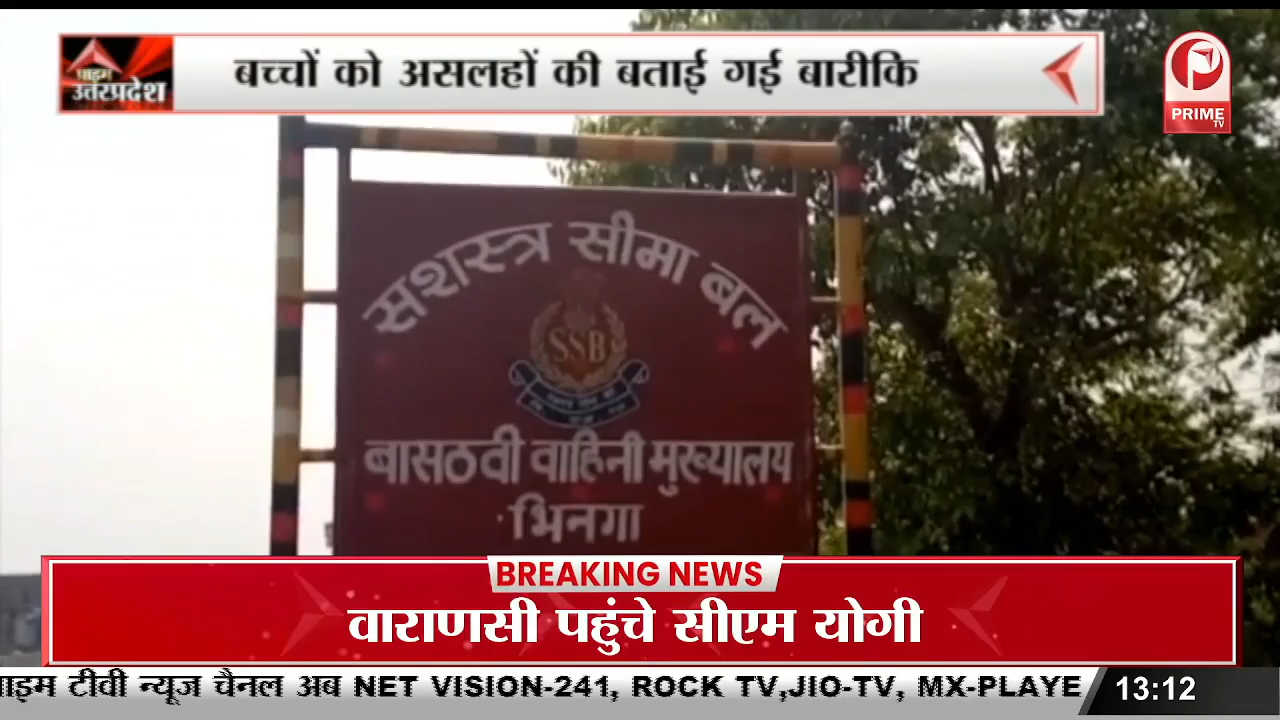 बच्चों को असलहों की बताई गई बारीकि
प्राइम
उत्तरप्रदेश
PRIME
TV
सशस्त्र सीमा बल
SSB
बासठवी वाहिनी मुख्यालय
भिनगा
BREAKING NEWS
वाराणसी पहुंचे सीएम योगी
प्राइम टीवी न्यूज चैनल अब NET VISION-241, ROCK TV,JIO-TV, MX-PLAYE
13:12